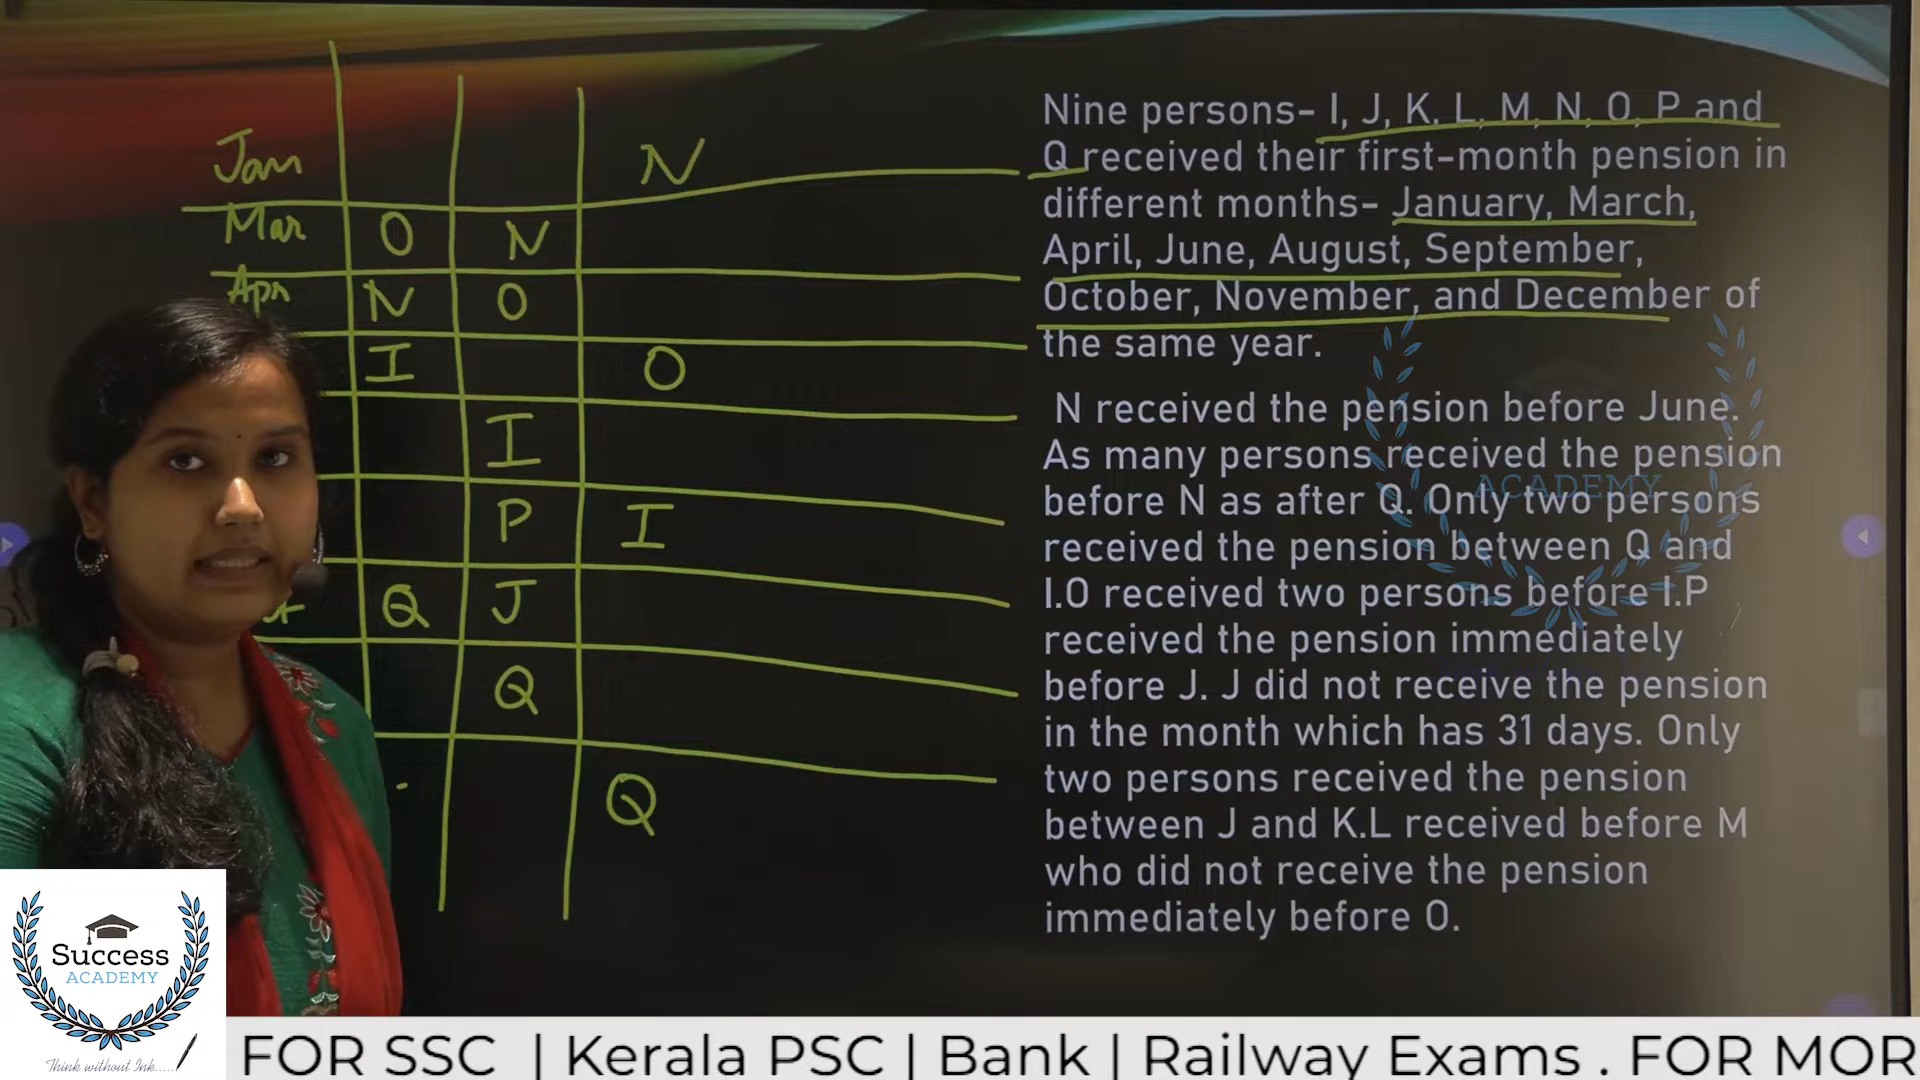 Jan N
Mar O N
Apr N O
I O
I
P I
Q J
Q
Q
Nine persons- I, J, K, L, M, N, O, P and
Q received their first-month pension in
different months- January, March,
April, June, August, September,
October, November, and December of
the same year.
N received the pension before June.
As many persons received the pension
before N as after Q. Only two persons
received the pension between Q and
I.O received two persons before I.P
received the pension immediately
before J. J did not receive the pension
in the month which has 31 days. Only
two persons received the pension
between J and K.L received before M
who did not receive the pension
immediately before O.
ACADEMY
Success
ACADEMY
Think without Ink.....
FOR SSC | Kerala PSC | Bank | Railway Exams . FOR MOR